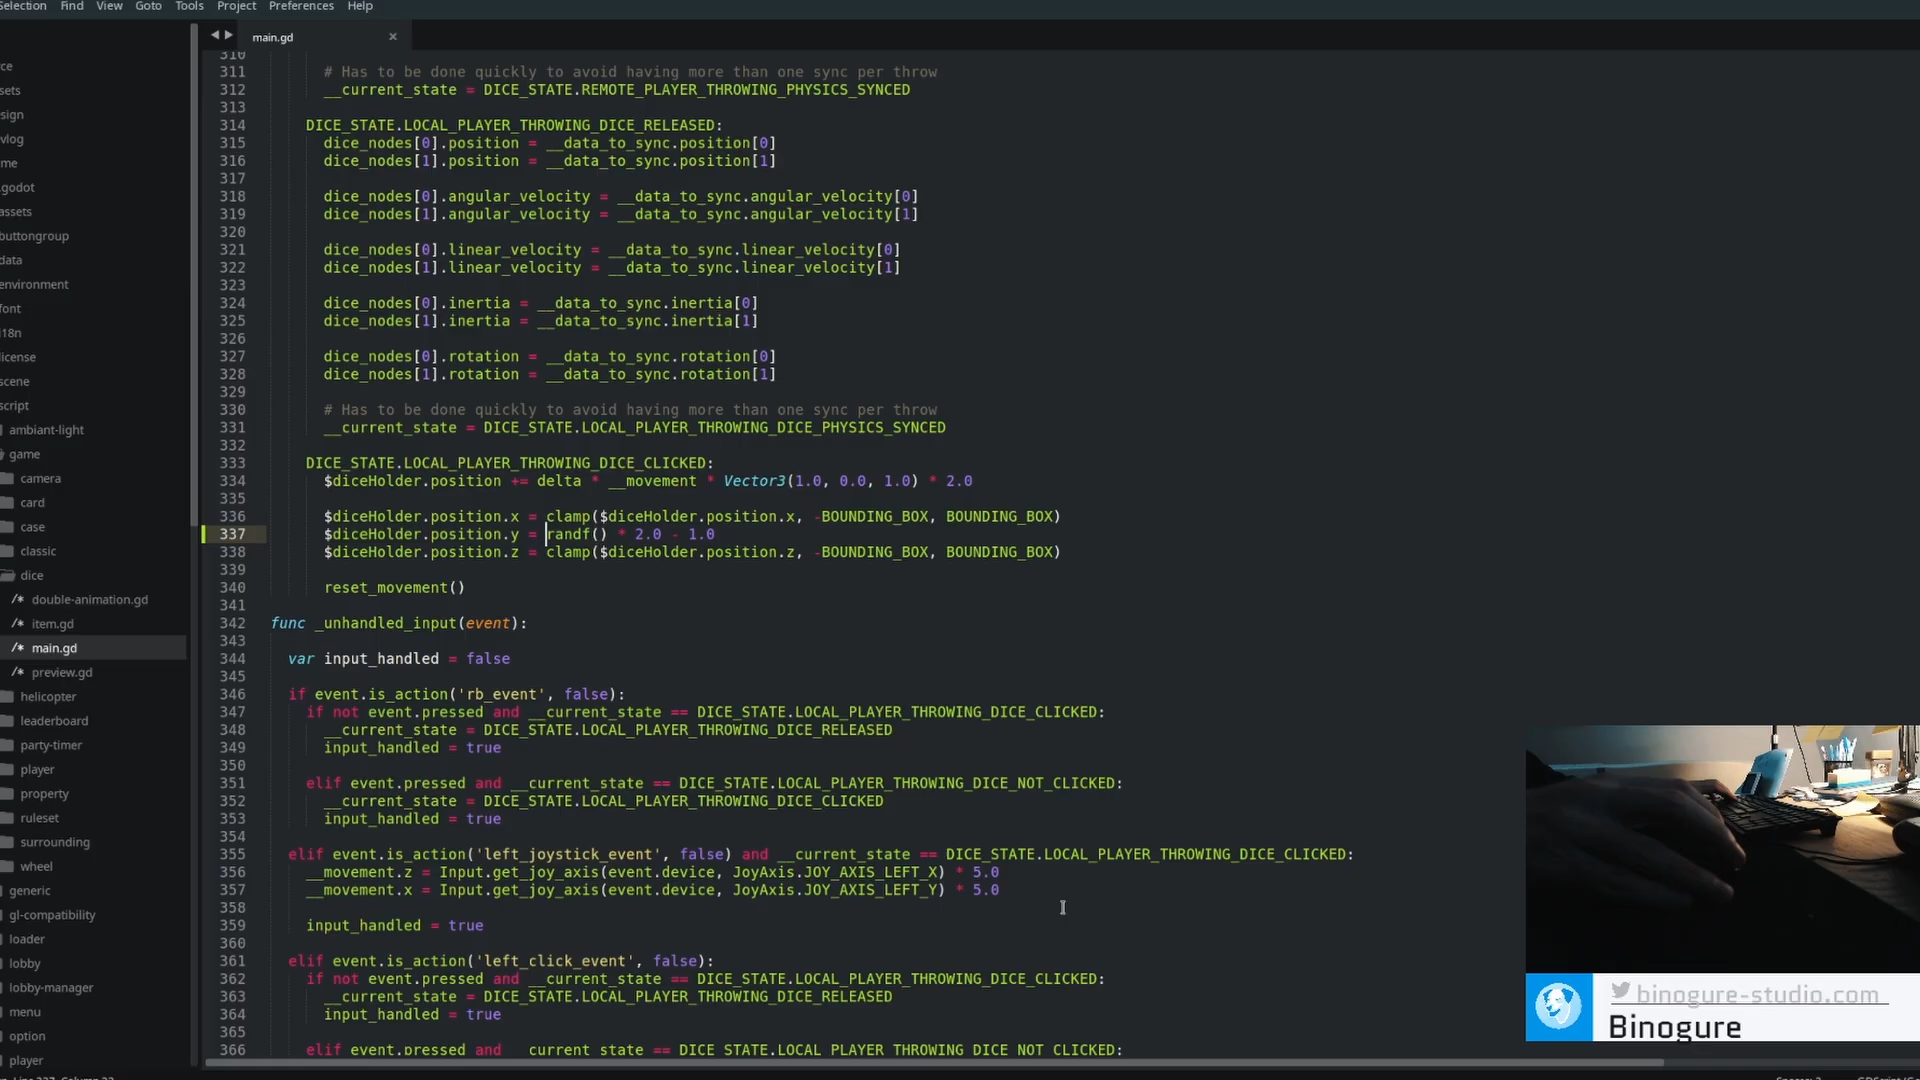 Selection Find View Goto Tools Project Preferences Help
main.gd ×
ce
sets
sign
vlog
me
godot
assets
buttongroup
data
environment
font
i18n
license
scene
script
ambiant-light
game
camera
card
case
classic
dice
/* double-animation.gd
/* item.gd
/* main.gd
/* preview.gd
helicopter
leaderboard
party-timer
player
property
ruleset
surrounding
wheel
generic
gl-compatibility
loader
lobby
lobby-manager
menu
option
player
310
311 # Has to be done quickly to avoid having more than one sync per throw
312 __current_state = DICE_STATE.REMOTE_PLAYER_THROWING_PHYSICS_SYNCED
313
314 DICE_STATE.LOCAL_PLAYER_THROWING_DICE_RELEASED:
315 dice_nodes[0].position = __data_to_sync.position[0]
316 dice_nodes[1].position = __data_to_sync.position[1]
317
318 dice_nodes[0].angular_velocity = __data_to_sync.angular_velocity[0]
319 dice_nodes[1].angular_velocity = __data_to_sync.angular_velocity[1]
320
321 dice_nodes[0].linear_velocity = __data_to_sync.linear_velocity[0]
322 dice_nodes[1].linear_velocity = __data_to_sync.linear_velocity[1]
323
324 dice_nodes[0].inertia = __data_to_sync.inertia[0]
325 dice_nodes[1].inertia = __data_to_sync.inertia[1]
326
327 dice_nodes[0].rotation = __data_to_sync.rotation[0]
328 dice_nodes[1].rotation = __data_to_sync.rotation[1]
329
330 # Has to be done quickly to avoid having more than one sync per throw
331 __current_state = DICE_STATE.LOCAL_PLAYER_THROWING_DICE_PHYSICS_SYNCED
332
333 DICE_STATE.LOCAL_PLAYER_THROWING_DICE_CLICKED:
334 $diceHolder.position += delta * __movement * Vector3(1.0, 0.0, 1.0) * 2.0
335
336 $diceHolder.position.x = clamp($diceHolder.position.x, -BOUNDING_BOX, BOUNDING_BOX)
337 $diceHolder.position.y = randf() * 2.0 - 1.0
338 $diceHolder.position.z = clamp($diceHolder.position.z, -BOUNDING_BOX, BOUNDING_BOX)
339
340 reset_movement()
341
342 func _unhandled_input(event):
343
344 var input_handled = false
345
346 if event.is_action('rb_event', false):
347 if not event.pressed and __current_state == DICE_STATE.LOCAL_PLAYER_THROWING_DICE_CLICKED:
348 __current_state = DICE_STATE.LOCAL_PLAYER_THROWING_DICE_RELEASED
349 input_handled = true
350
351 elif event.pressed and __current_state == DICE_STATE.LOCAL_PLAYER_THROWING_DICE_NOT_CLICKED:
352 __current_state = DICE_STATE.LOCAL_PLAYER_THROWING_DICE_CLICKED
353 input_handled = true
354
355 elif event.is_action('left_joystick_event', false) and __current_state == DICE_STATE.LOCAL_PLAYER_THROWING_DICE_CLICKED:
356 __movement.z = Input.get_joy_axis(event.device, JoyAxis.JOY_AXIS_LEFT_X) * 5.0
357 __movement.x = Input.get_joy_axis(event.device, JoyAxis.JOY_AXIS_LEFT_Y) * 5.0
358
359 input_handled = true
360
361 elif event.is_action('left_click_event', false):
362 if not event.pressed and __current_state == DICE_STATE.LOCAL_PLAYER_THROWING_DICE_CLICKED:
363 __current_state = DICE_STATE.LOCAL_PLAYER_THROWING_DICE_RELEASED
364 input_handled = true
365
366 elif event.pressed and __current_state == DICE_STATE.LOCAL_PLAYER_THROWING_DICE_NOT_CLICKED:
binogure-studio.com
Binogure